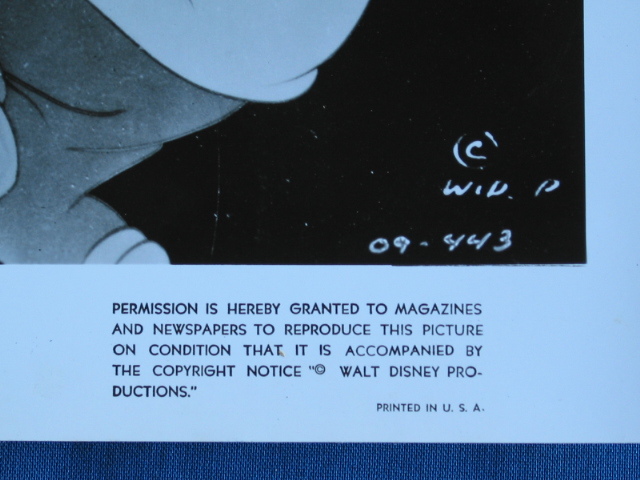 (C)
W.D. P
09-443
PERMISSION IS HEREBY GRANTED TO MAGAZINES
AND NEWSPAPERS TO REPRODUCE THIS PICTURE
ON CONDITION THAT IT IS ACCOMPANIED BY
THE COPYRIGHT NOTICE "© WALT DISNEY PRO-
DUCTIONS."
PRINTED IN U. S. A.